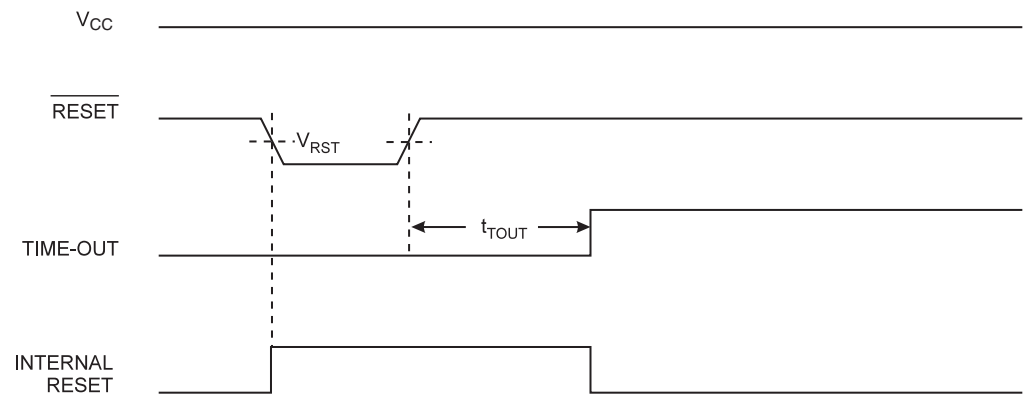 VCC
RESET
VRST
tTOUT
TIME-OUT
INTERNAL
RESET